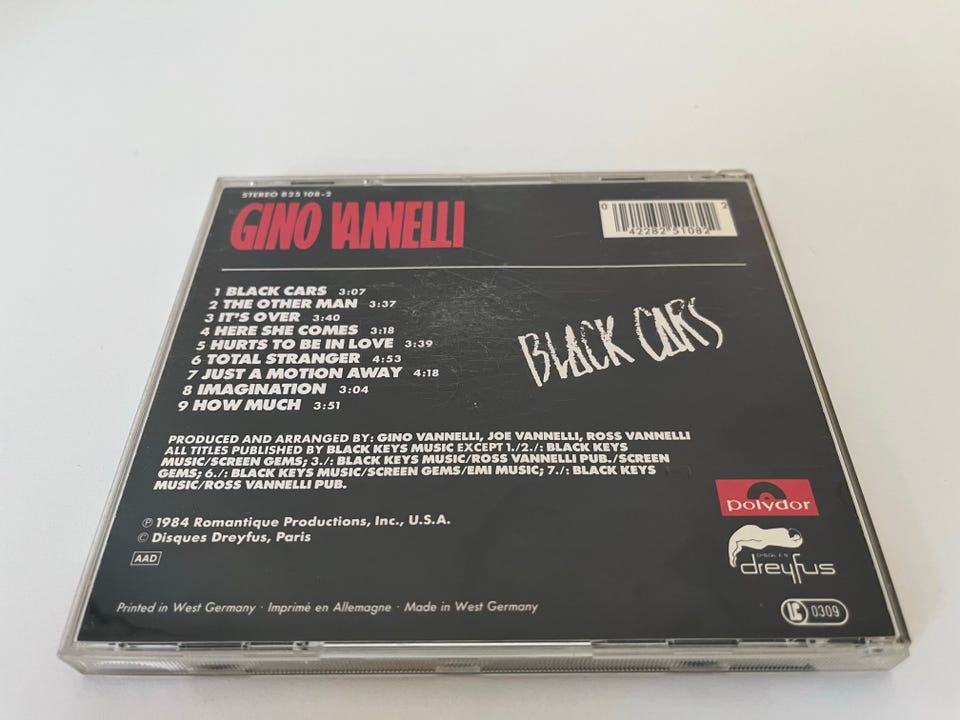 STEREO 825 108-2
GINO VANNELLI
0 42282 51082 2
1 BLACK CARS 3:07
2 THE OTHER MAN 3:37
3 IT'S OVER 3:40
4 HERE SHE COMES 3:18
5 HURTS TO BE IN LOVE 3:39
6 TOTAL STRANGER 4:53
7 JUST A MOTION AWAY 4:18
8 IMAGINATION 3:04
9 HOW MUCH 3:51
BLACK CARS
PRODUCED AND ARRANGED BY: GINO VANNELLI, JOE VANNELLI, ROSS VANNELLI
ALL TITLES PUBLISHED BY BLACK KEYS MUSIC EXCEPT 1./2./: BLACK KEYS
MUSIC/SCREEN GEMS; 3./: BLACK KEYS MUSIC/ROSS VANNELLI PUB./SCREEN
GEMS; 6./: BLACK KEYS MUSIC/SCREEN GEMS/EMI MUSIC; 7./: BLACK KEYS
MUSIC/ROSS VANNELLI PUB.
polydor
℗ 1984 Romantique Productions, Inc., U.S.A.
© Disques Dreyfus, Paris
dreyfus
AAD
Printed in West Germany · Imprimé en Allemagne · Made in West Germany
LC 0309